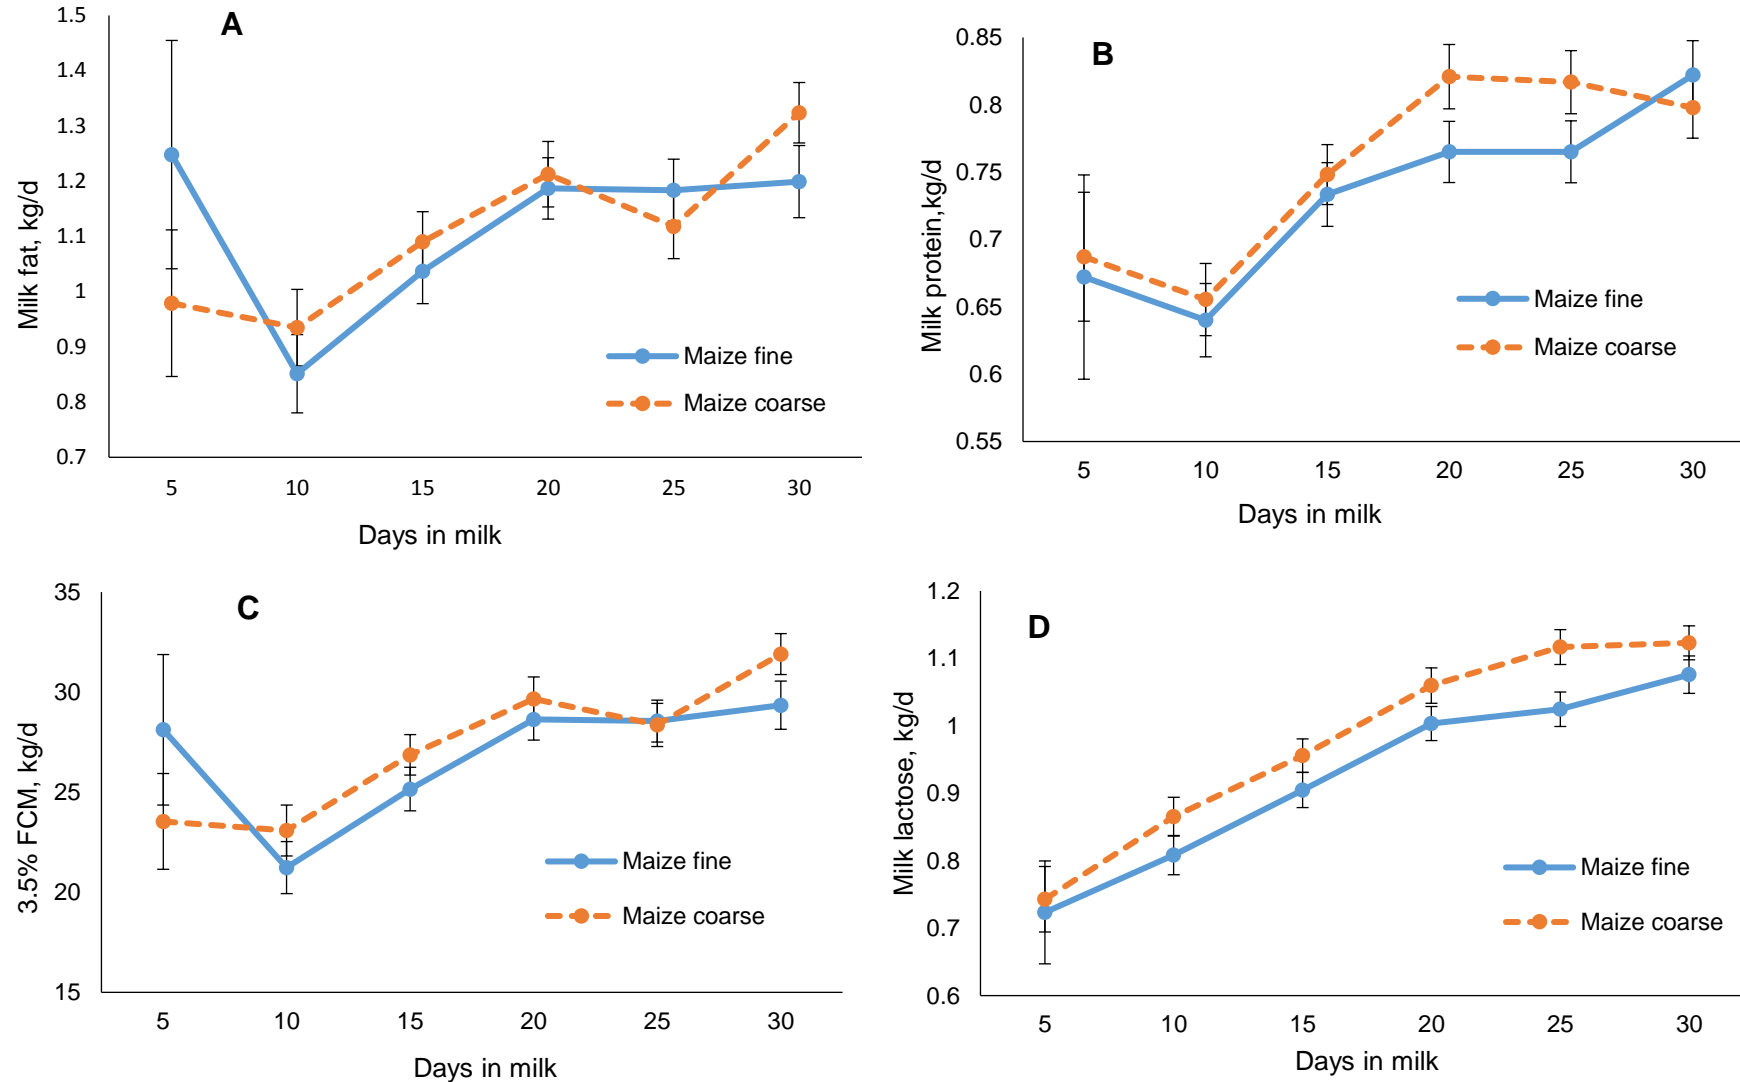 A
Milk fat, kg/d
1.5
1.4
1.3
1.2
1.1
1
0.9
0.8
0.7
5 10 15 20 25 30
Days in milk
Maize fine
Maize coarse
B
Milk protein,kg/d
0.85
0.8
0.75
0.7
0.65
0.6
0.55
5 10 15 20 25 30
Days in milk
Maize fine
Maize coarse
C
3.5% FCM, kg/d
35
30
25
20
15
5 10 15 20 25 30
Days in milk
Maize fine
Maize coarse
D
Milk lactose, kg/d
1.2
1.1
1
0.9
0.8
0.7
0.6
5 10 15 20 25 30
Days in milk
Maize fine
Maize coarse